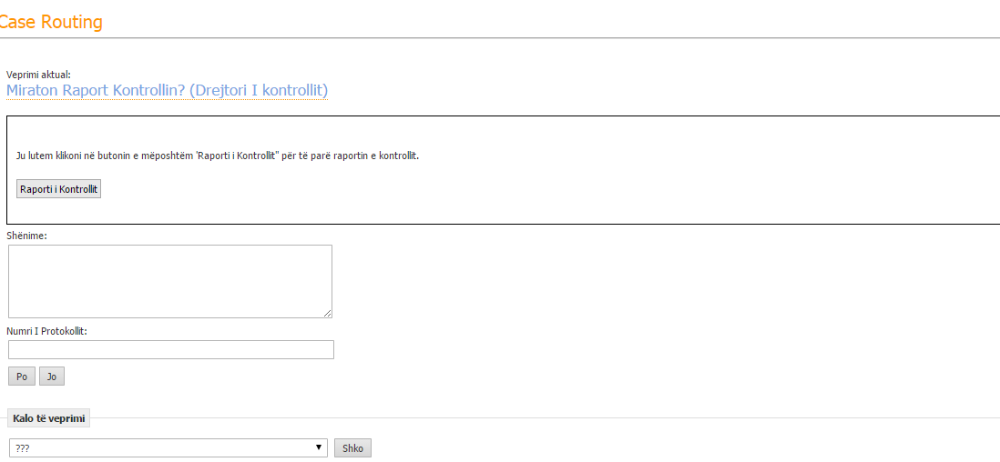 Case Routing
Veprimi aktual:
Miraton Raport Kontrollin? (Drejtori I kontrollit)
Ju lutem klikoni në butonin e mëposhtëm 'Raporti i Kontrollit" për të parë raportin e kontrollit.
Raporti i Kontrollit
Shënime:
Numri I Protokollit:
Po Jo
Kalo të veprimi
??? Shko